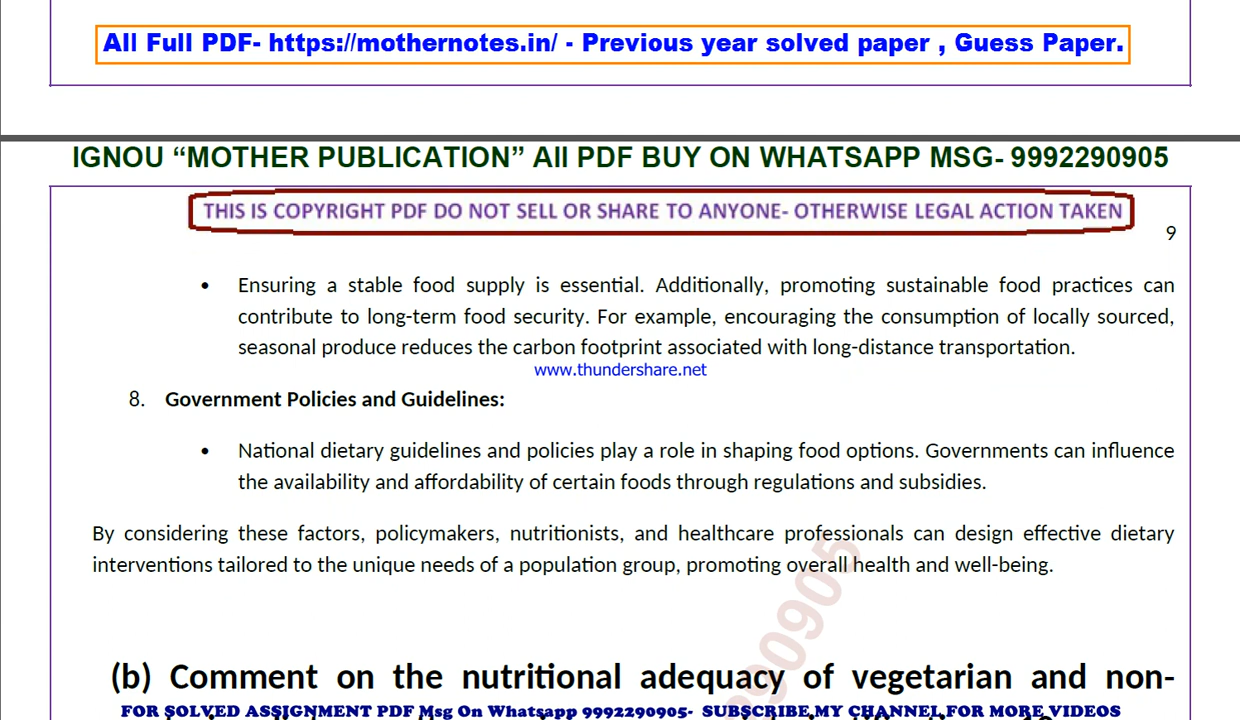 All Full PDF- https://mothernotes.in/ - Previous year solved paper , Guess Paper.
IGNOU “MOTHER PUBLICATION” All PDF BUY ON WHATSAPP MSG- 9992290905
THIS IS COPYRIGHT PDF DO NOT SELL OR SHARE TO ANYONE- OTHERWISE LEGAL ACTION TAKEN
9
• Ensuring a stable food supply is essential. Additionally, promoting sustainable food practices can
contribute to long-term food security. For example, encouraging the consumption of locally sourced,
seasonal produce reduces the carbon footprint associated with long-distance transportation.
www.thundershare.net
8. Government Policies and Guidelines:
• National dietary guidelines and policies play a role in shaping food options. Governments can influence
the availability and affordability of certain foods through regulations and subsidies.
By considering these factors, policymakers, nutritionists, and healthcare professionals can design effective dietary
interventions tailored to the unique needs of a population group, promoting overall health and well-being.
(b) Comment on the nutritional adequacy of vegetarian and non-
FOR SOLVED ASSIGNMENT PDF Msg On Whatsapp 9992290905- SUBSCRIBE MY CHANNEL FOR MORE VIDEOS